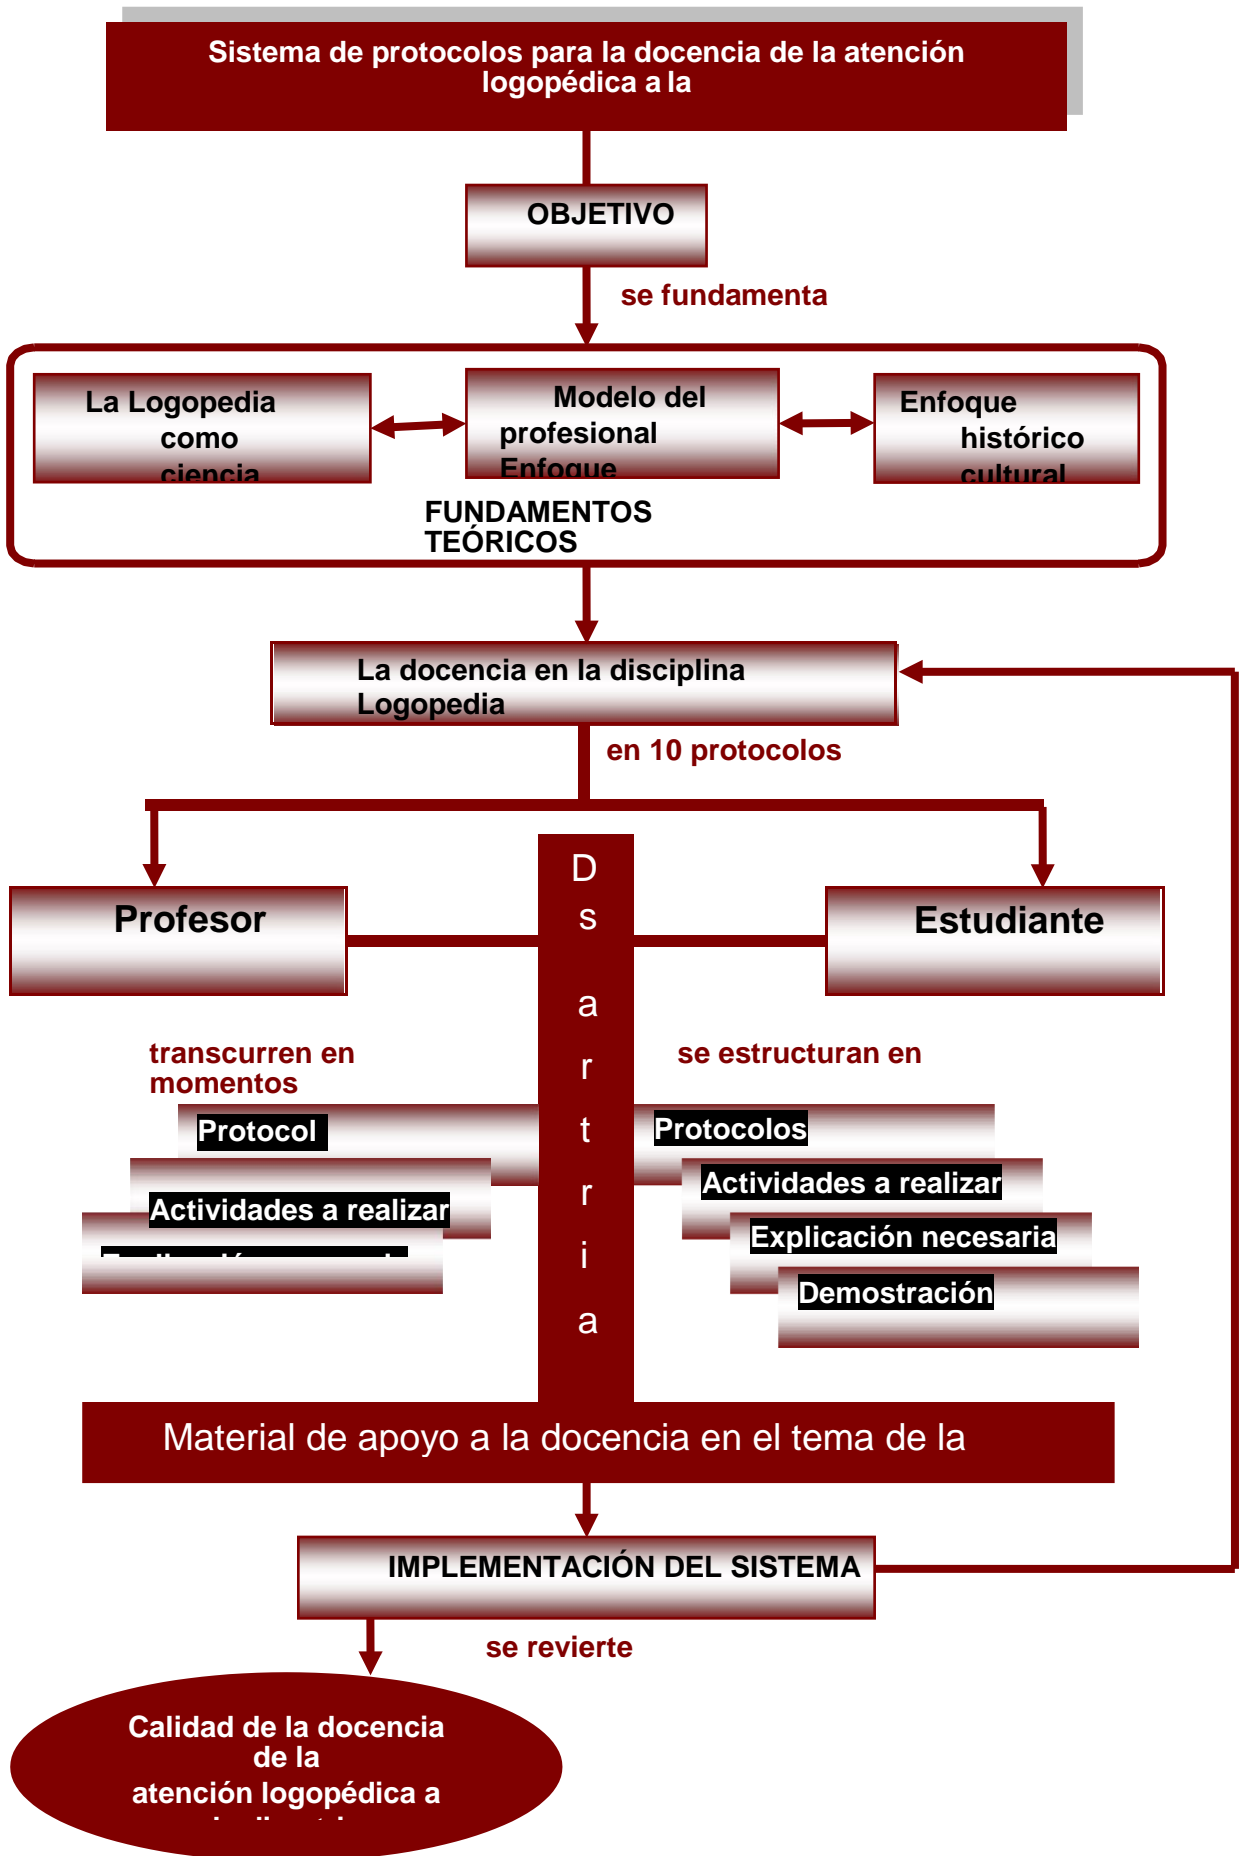 Sistema de protocolos para la docencia de la atención
logopédica a la
OBJETIVO
se fundamenta
La Logopedia
como
ciencia
Modelo del
profesional
Enfoque
Enfoque
histórico
cultural
FUNDAMENTOS
TEÓRICOS
La docencia en la disciplina
Logopedia
en 10 protocolos
Profesor
D
s
a
r
t
r
i
a
Estudiante
transcurren en
momentos
Protocol
Actividades a realizar
se estructuran en
Protocolos
Actividades a realizar
Explicación necesaria
Demostración
Material de apoyo a la docencia en el tema de la
IMPLEMENTACIÓN DEL SISTEMA
se revierte
Calidad de la docencia
de la
atención logopédica a